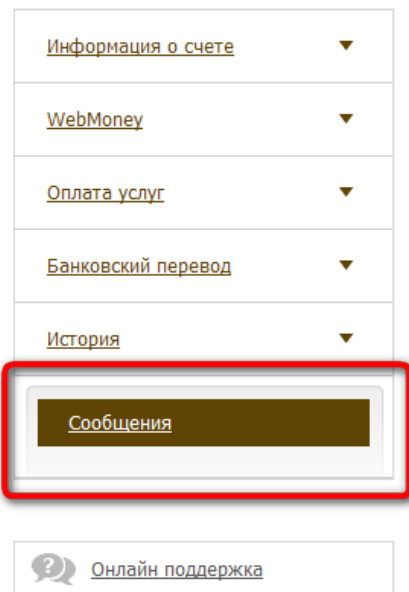 Информация о счете
WebMoney
Оплата услуг
Банковский перевод
История
Сообщения
Онлайн поддержка